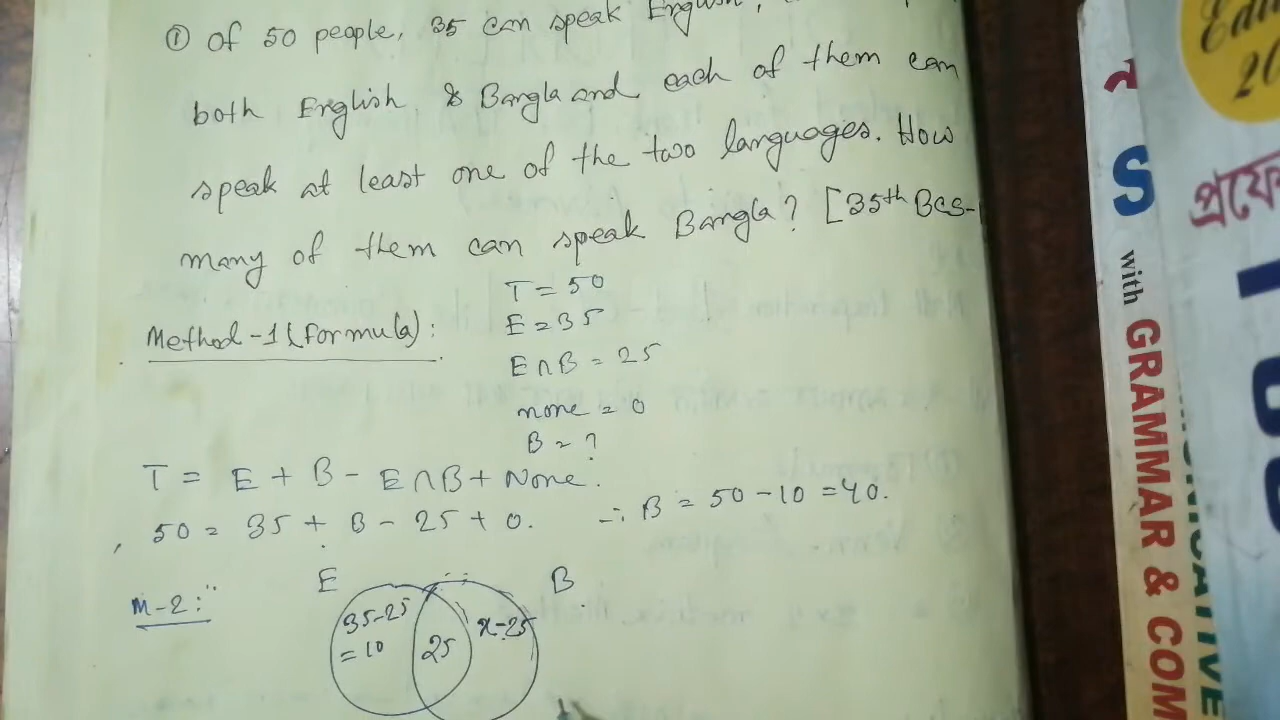 ① Of 50 people, 35 can speak English,
both English & Bangla and each of them can
speak at least one of the two languages. How
many of them can speak Bangla? [35th BCS-
T = 50
Method-1 (Formula):
E = 35
E∩B = 25
none = 0
B = ?
T = E + B - E∩B + None.
50 = 35 + B - 25 + 0. ∴ B = 50 - 10 = 40.
M-2:
E B
35-25 x-25
= 10 25
20
প্রফে
S with GRAMMAR & COM